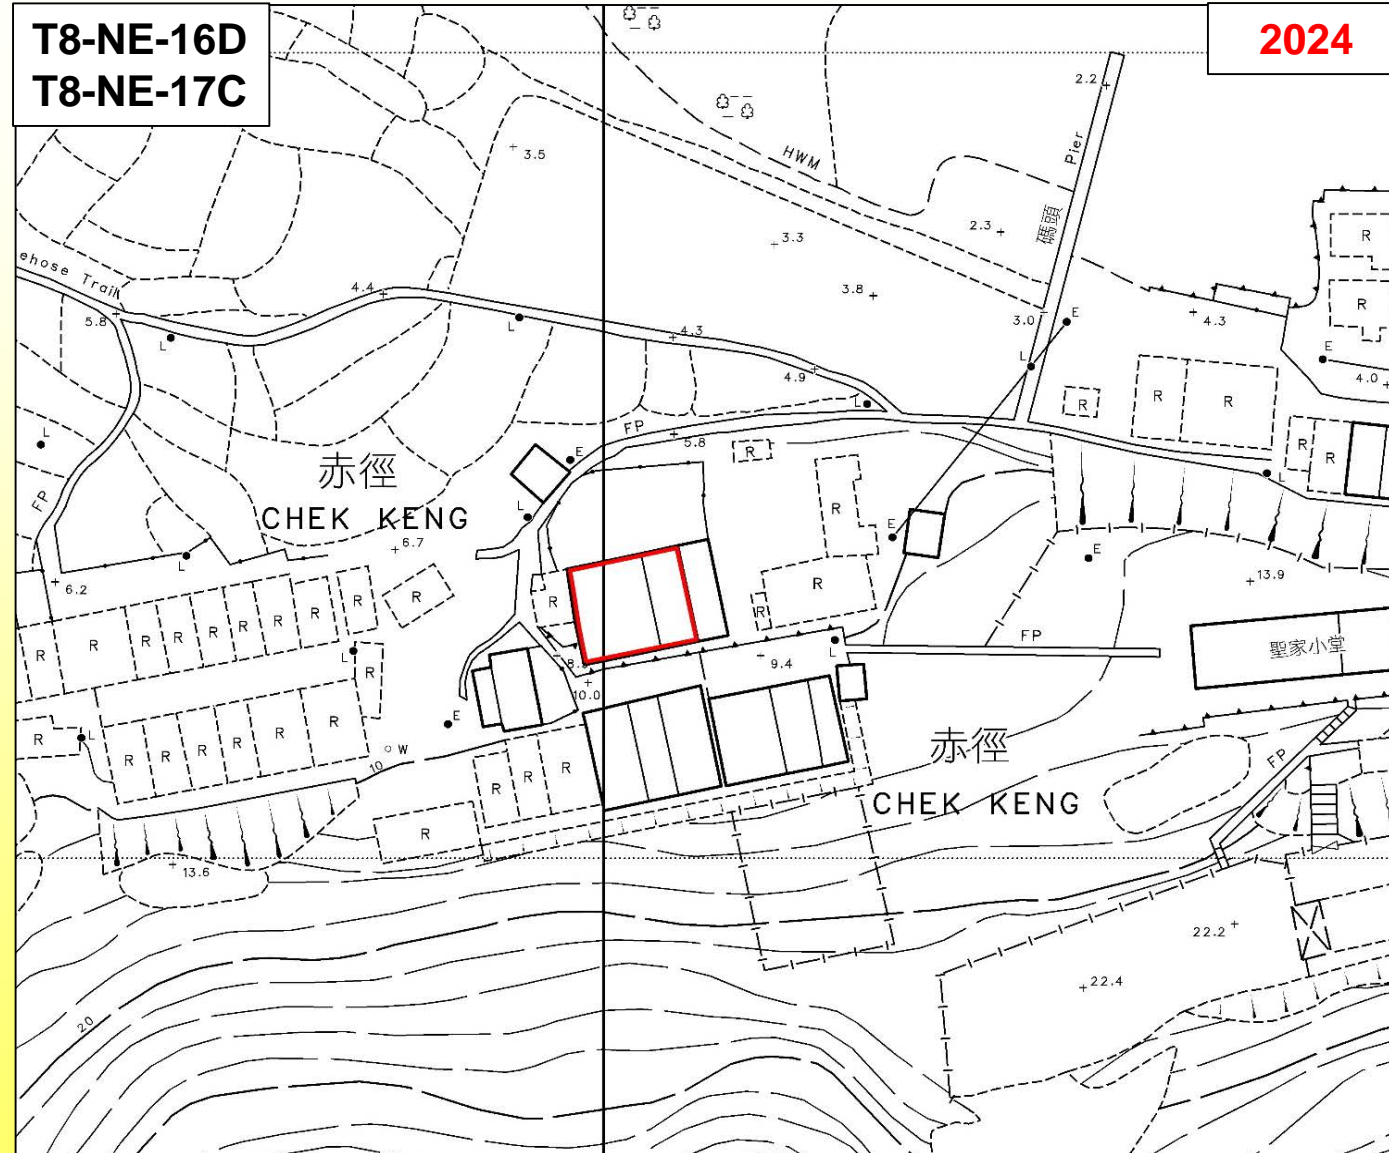 T8-NE-16D
T8-NE-17C
2024
2.2
Pier
碼頭
HWM
3.5
2.3
3.3
3.8
R
R
ehose Trail
4.4
5.8
L
L
4.3
3.0
E
4.3
E
L
4.9
4.0
L
R
R
R
L
FP
5.8
R
R
R
E
赤徑
CHEK KENG
L
FP
L
R
E
E
6.7
L
6.2
13.9
R
R
R
R
R
R
R
R
R
R
R
R
R
FP
聖家小堂
L
L
R
9.4
10.0
R
L
E
R
R
R
R
R
R
W
10
赤徑
CHEK KENG
FP
R
R
R
R
13.6
22.2
22.4
20